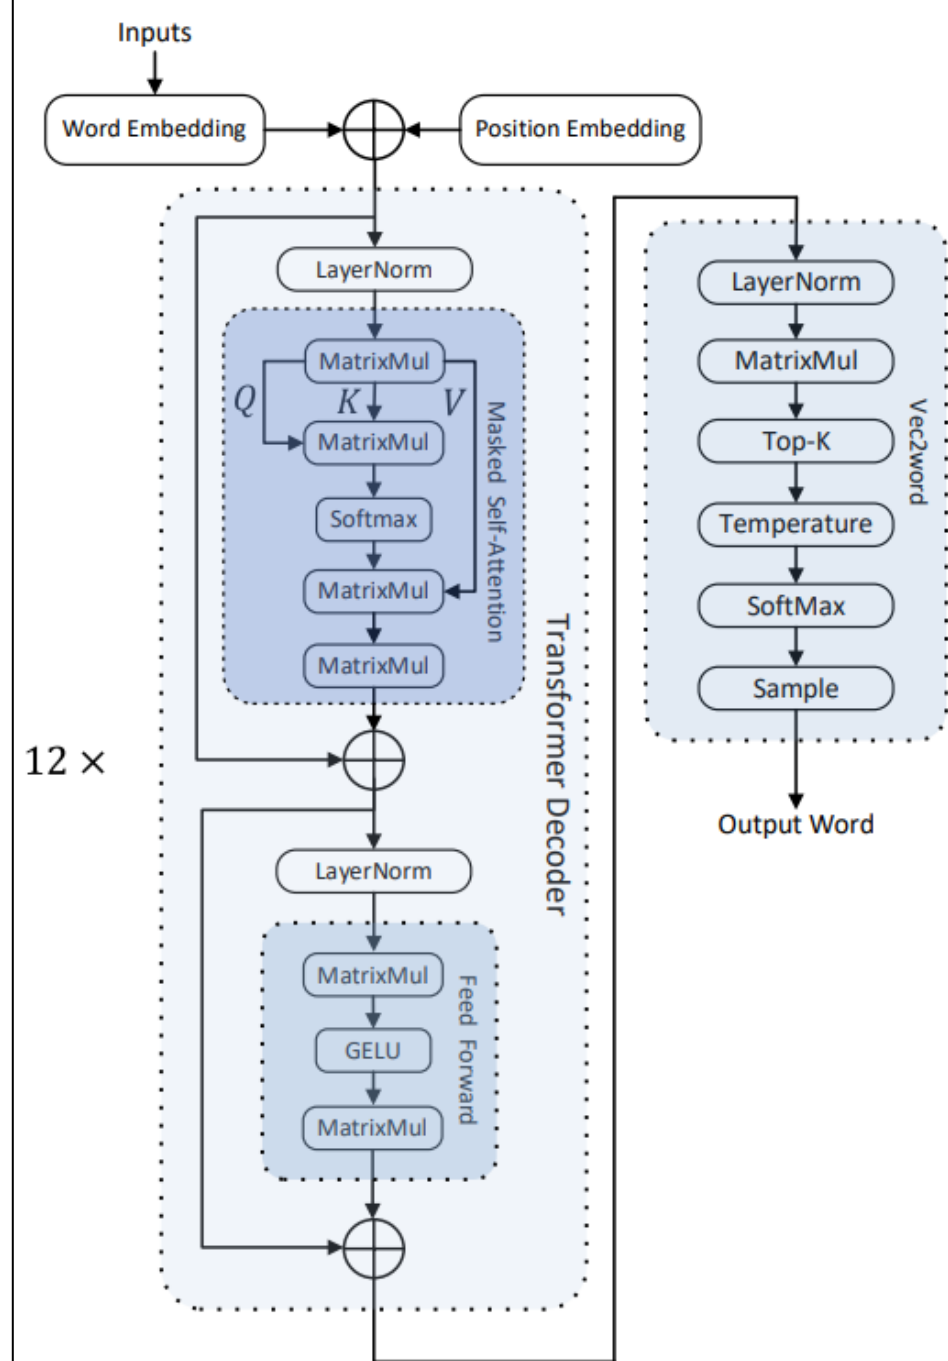 Inputs
Word Embedding
Position Embedding
LayerNorm
MatrixMul
Q
K
V
MatrixMul
Softmax
MatrixMul
MatrixMul
Masked Self-Attention
12 ×
LayerNorm
MatrixMul
GELU
MatrixMul
Feed Forward
Transformer Decoder
LayerNorm
MatrixMul
Top-K
Temperature
SoftMax
Sample
Vec2word
Output Word